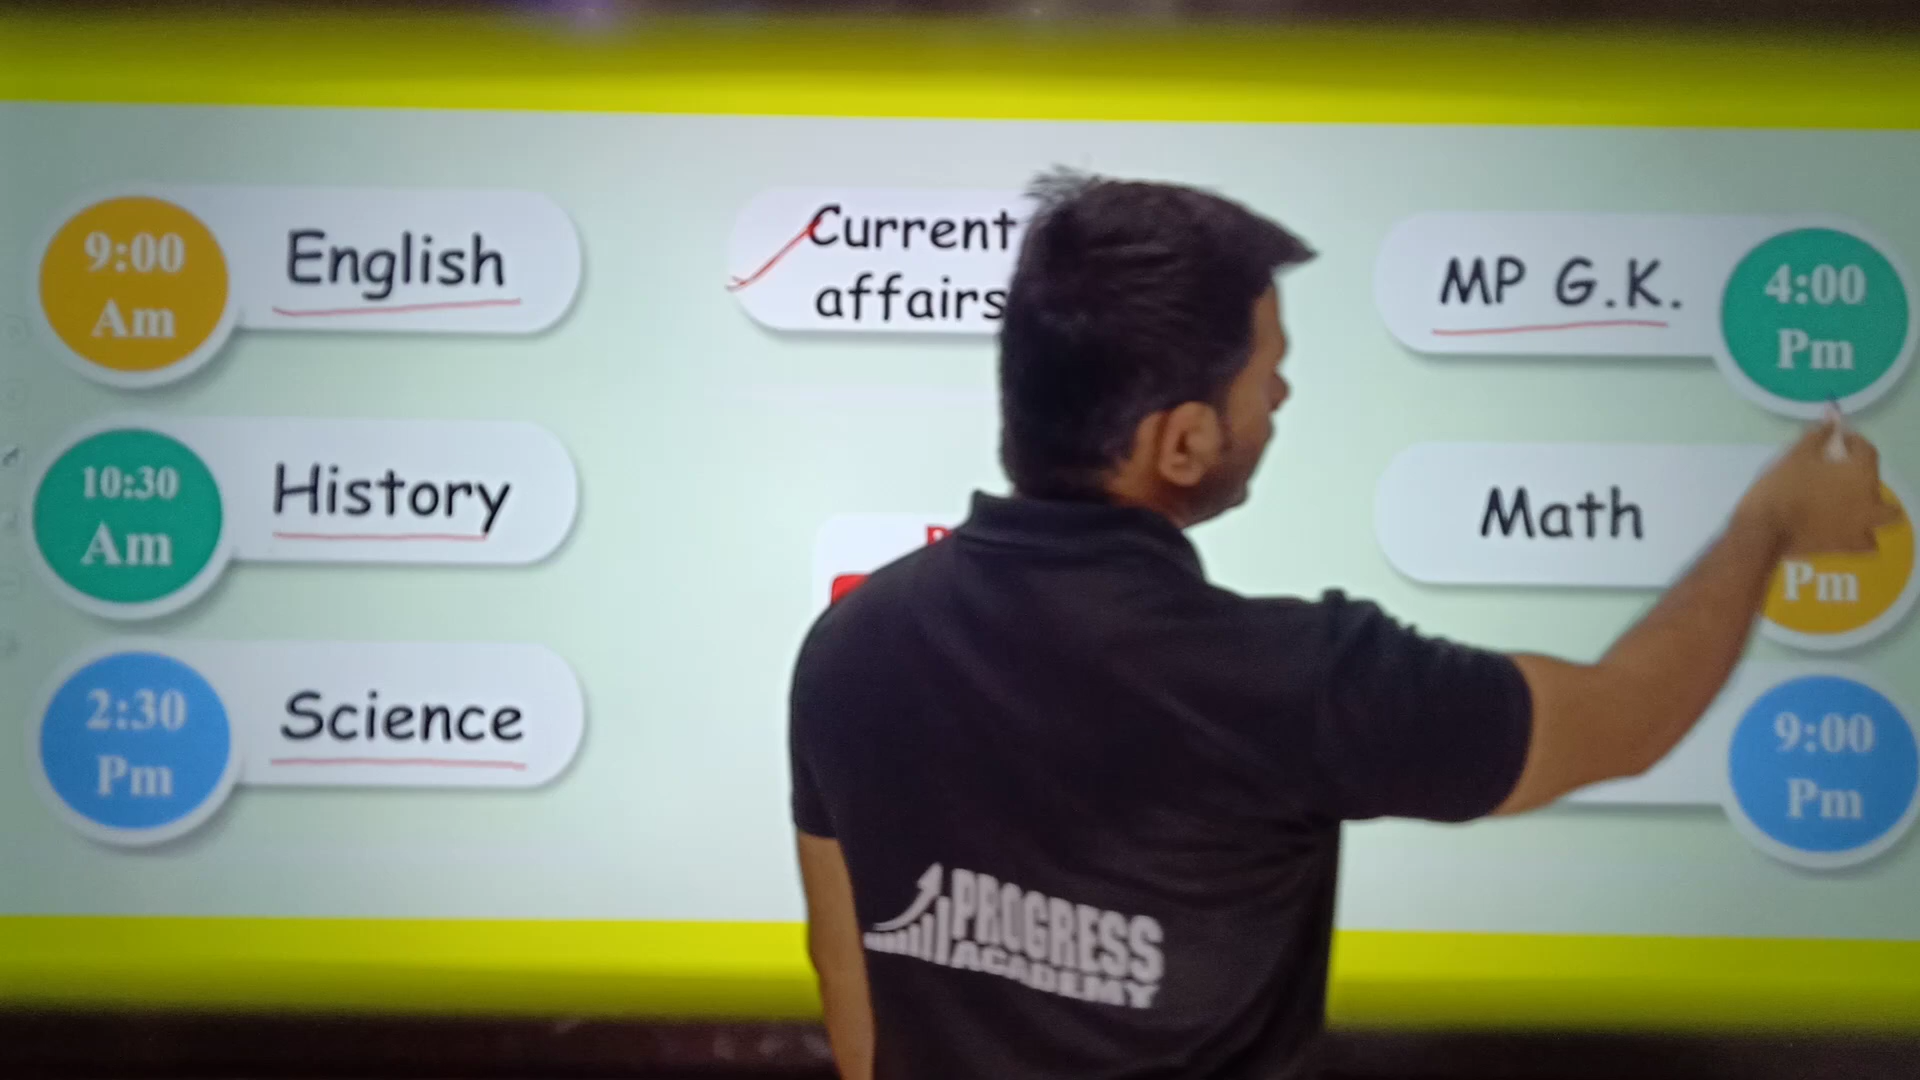 9:00
Am
English
Current
affairs
MP G.K.
4:00
Pm
10:30
Am
History
Math
Pm
2:30
Pm
Science
9:00
Pm
PROGRESS
ACADEMY